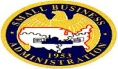 SMALL BUSINESS
ADMINISTRATION
1953